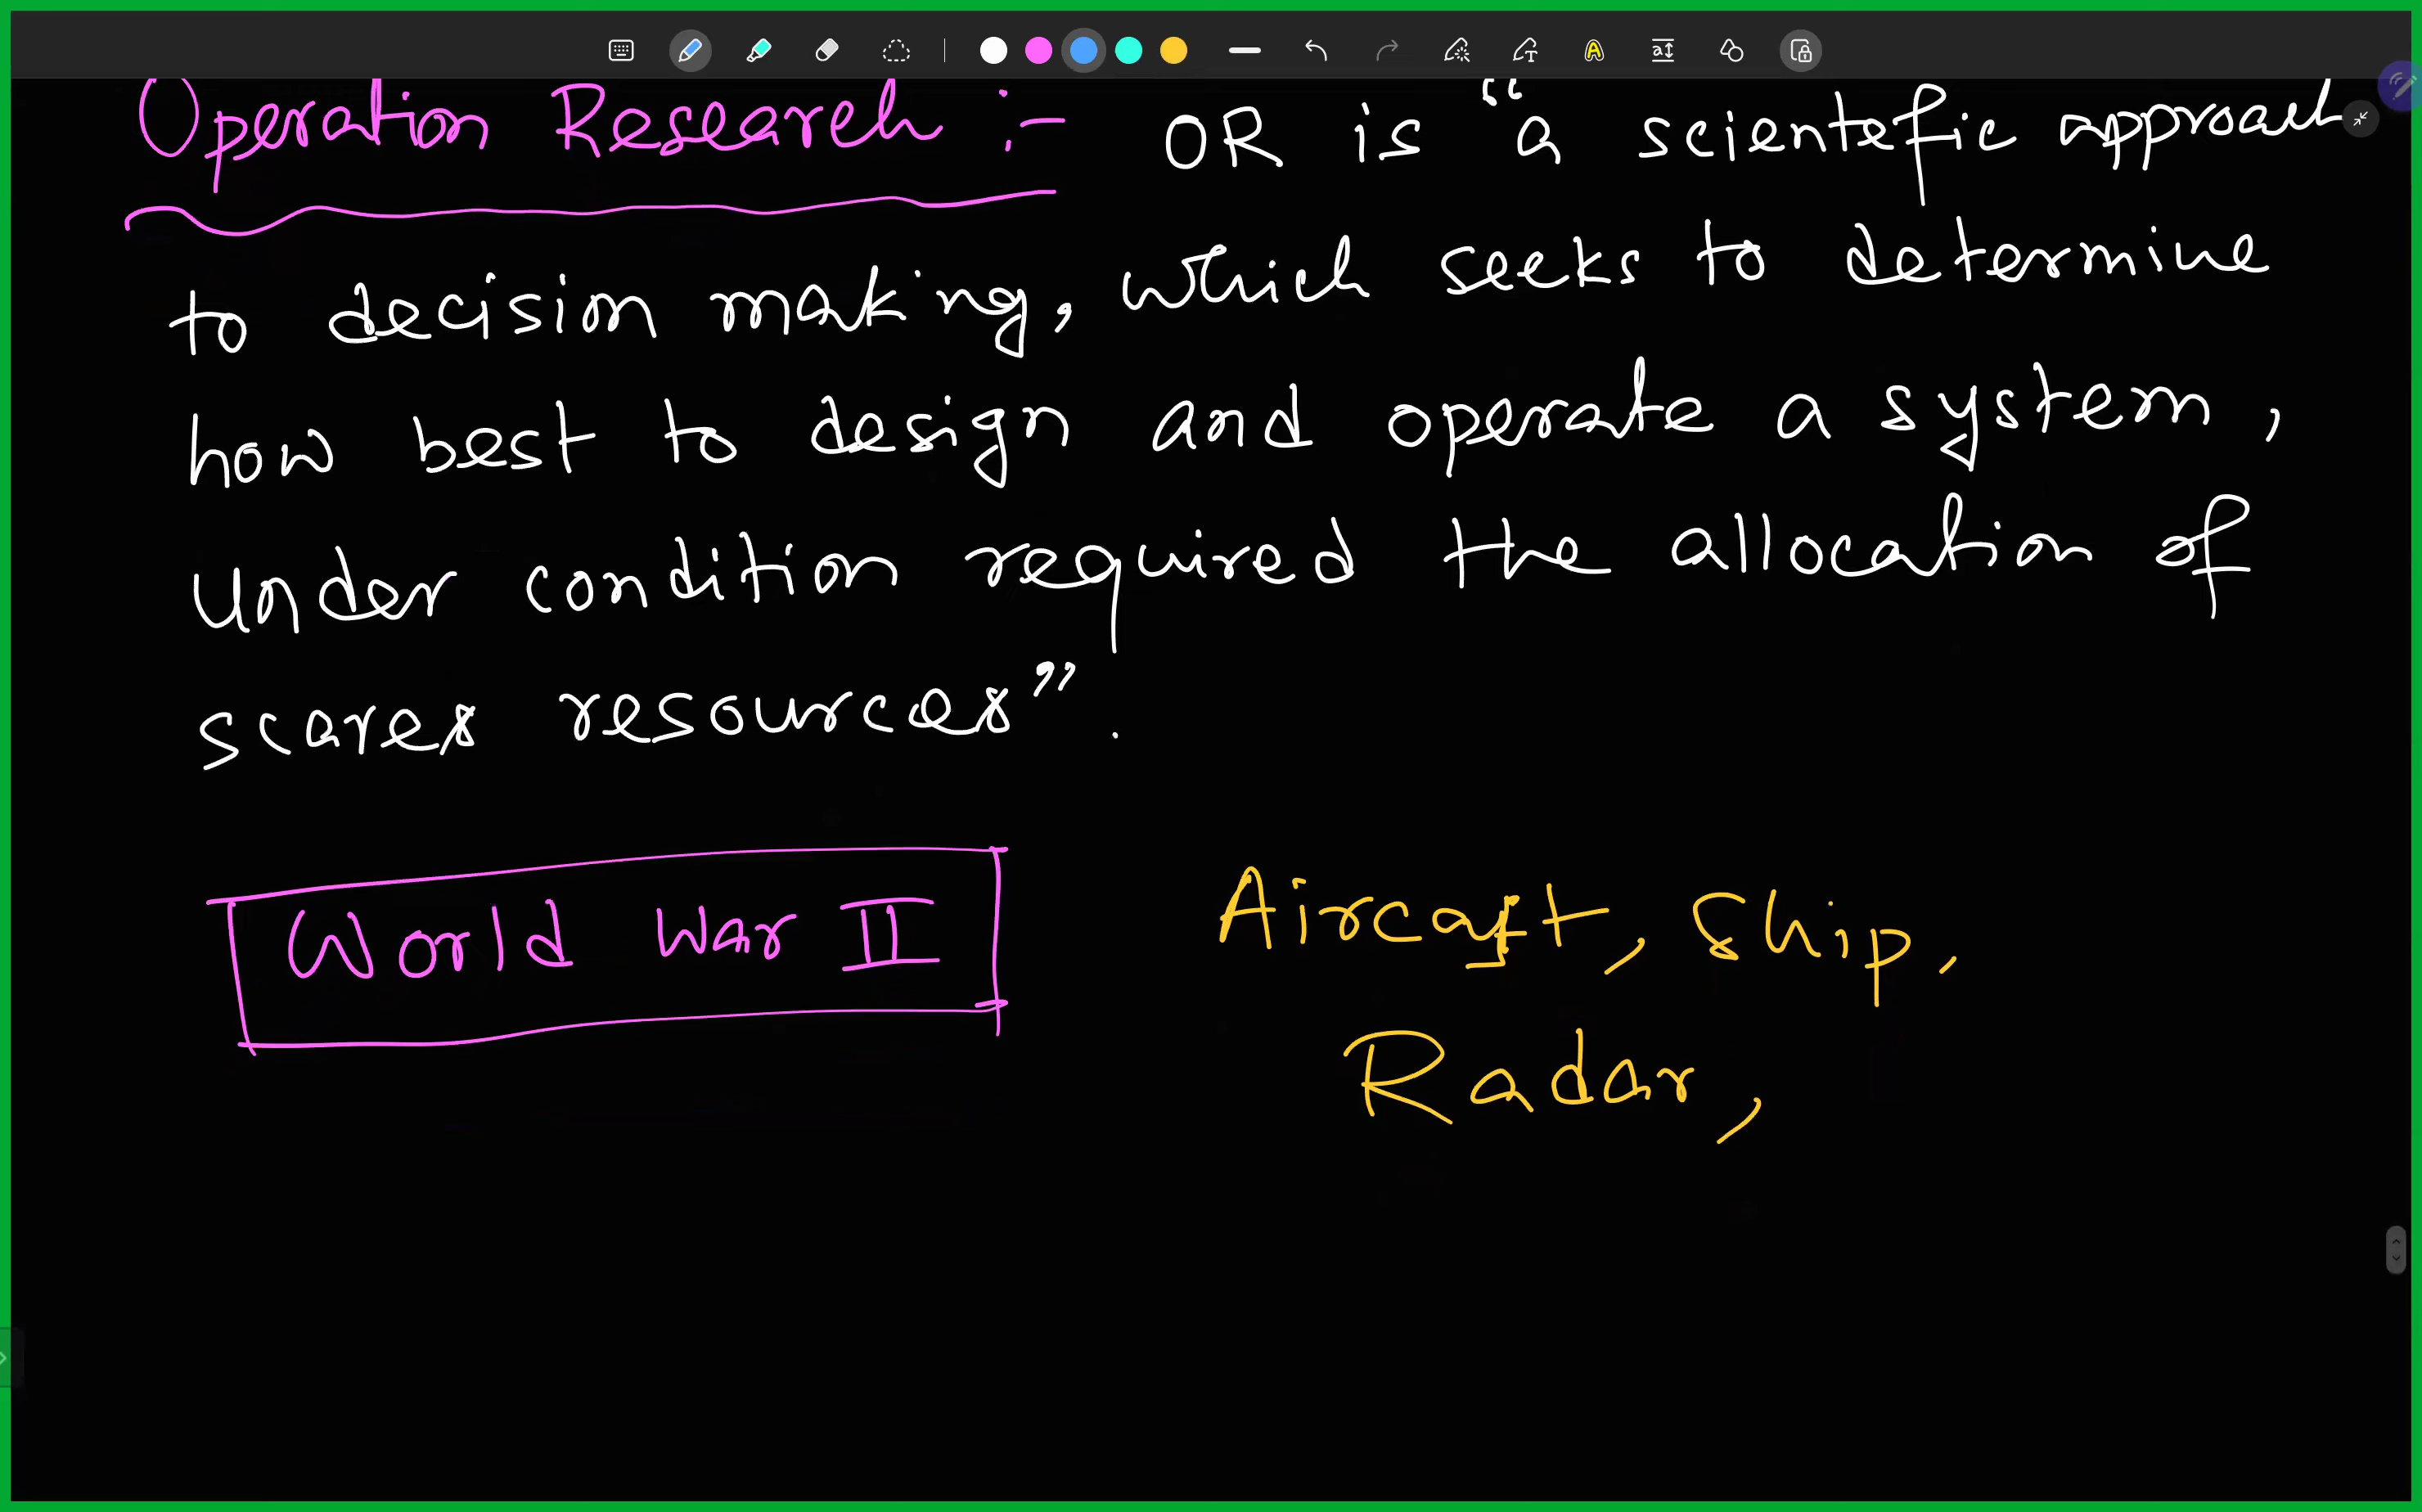 Operation Research :- OR is "a scientefic approach
to decision making, which seeks to determine
how best to design and operate a system,
under condition required the allocation of
scares resources".
World War II
Aircaft, Ship,
Radar,